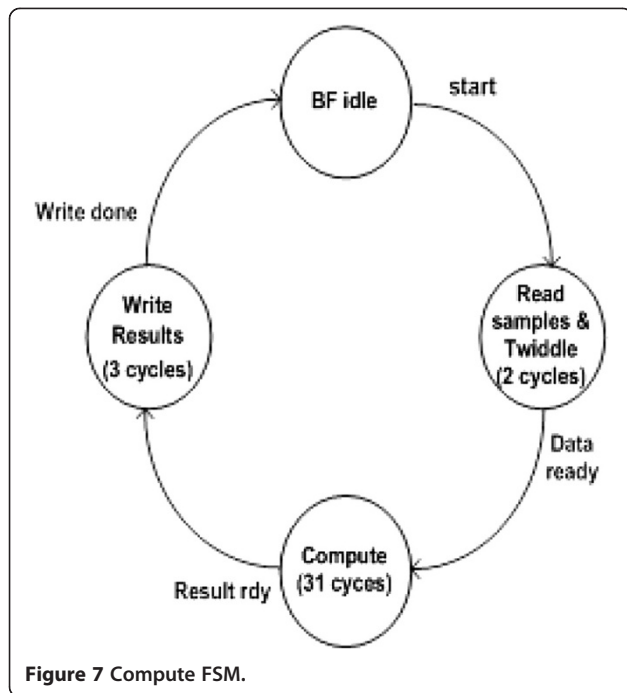 BF idle
start
Write done
Write
Results
(3 cycles)
Read
samples &
Twiddle
(2 cycles)
Data
ready
Compute
(31 cyces)
Result rdy
Figure 7 Compute FSM.